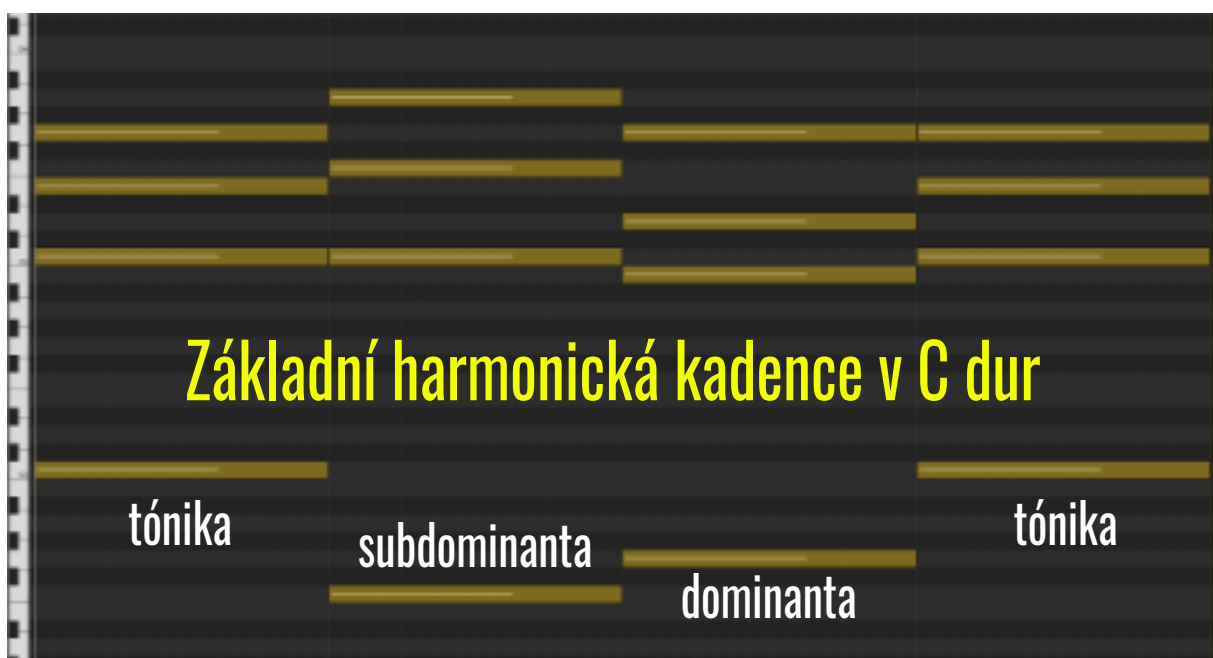 Základní harmonická kadence v C dur
tónika
subdominanta
dominanta
tónika